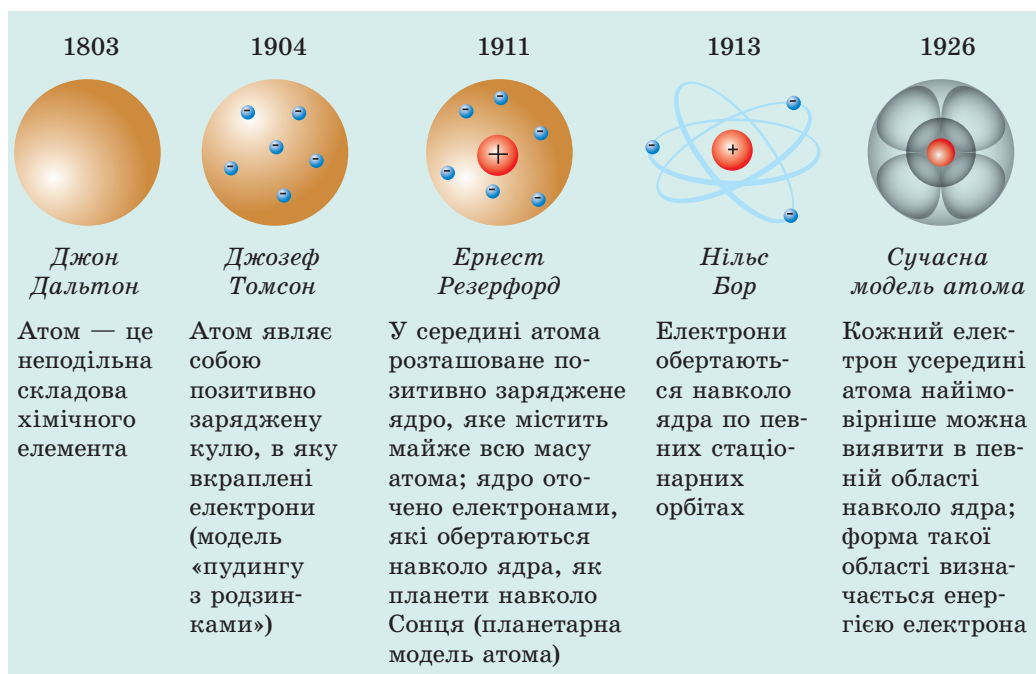 1803
Джон
Дальтон
Атом — це
неподільна
складова
хімічного
елемента
1904
Джозеф
Томсон
Атом являє
собою
позитивно
заряджену
кулю, в яку
вкраплені
електрони
(модель
«пудингу
з родзин-
ками»)
1911
+
Ернест
Резерфорд
У середині атома
розташоване по-
зитивно заряджене
ядро, яке містить
майже всю масу
атома; ядро ото-
чено електронами,
які обертаються
навколо ядра, як
планети навколо
Сонця (планетарна
модель атома)
1913
+
Нільс
Бор
Електрони
обертають-
ся навколо
ядра по пев-
них стаціо-
нарних
орбітах
1926
Сучасна
модель атома
Кожний елек-
трон усередині
атома найімо-
вірніше можна
виявити в пев-
ній області
навколо ядра;
форма такої
області визна-
чається енер-
гією електрона